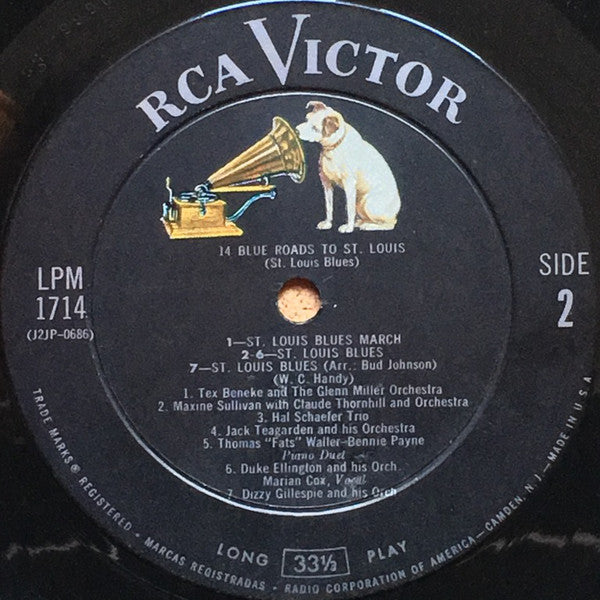 RCA VICTOR
14 BLUE ROADS TO ST. LOUIS
(St. Louis Blues)
LPM
1714
(J2JP-0686)
SIDE
2
1—ST. LOUIS BLUES MARCH
2-6—ST. LOUIS BLUES
7—ST. LOUIS BLUES (Arr.: Bud Johnson)
(W. C. Handy)
1. Tex Beneke and The Glenn Miller Orchestra
2. Maxine Sullivan with Claude Thornhill and Orchestra
3. Hal Schaefer Trio
4. Jack Teagarden and his Orchestra
5. Thomas "Fats" Waller-Bennie Payne
Piano Duet
6. Duke Ellington and his Orch.
Marian Cox, Vocal
7. Dizzy Gillespie and his Orch
LONG 33⅓ PLAY
TRADE MARKS ® REGISTERED • MARCAS REGISTRADAS • RADIO CORPORATION OF AMERICA—CAMDEN, N. J.—MADE IN U.S.A.